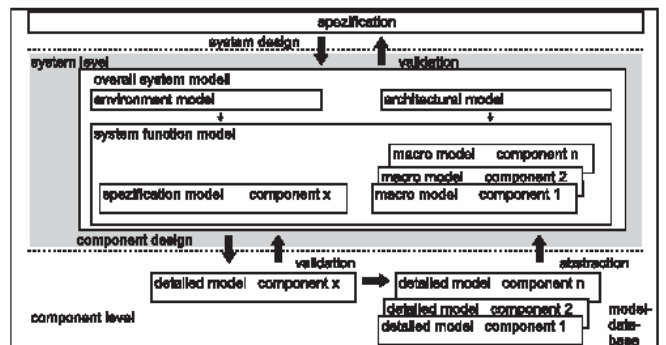 spezification
system design
system level
validation
overall system modell
environment model
architectural model
system function model
macro model component n
macro model component 2
spezification model component x
macro model component 1
component design
validation
abstraction
detailed model component x
detailed model component n
component level
detailed model component 2
detailed model component 1
model-
data-
base